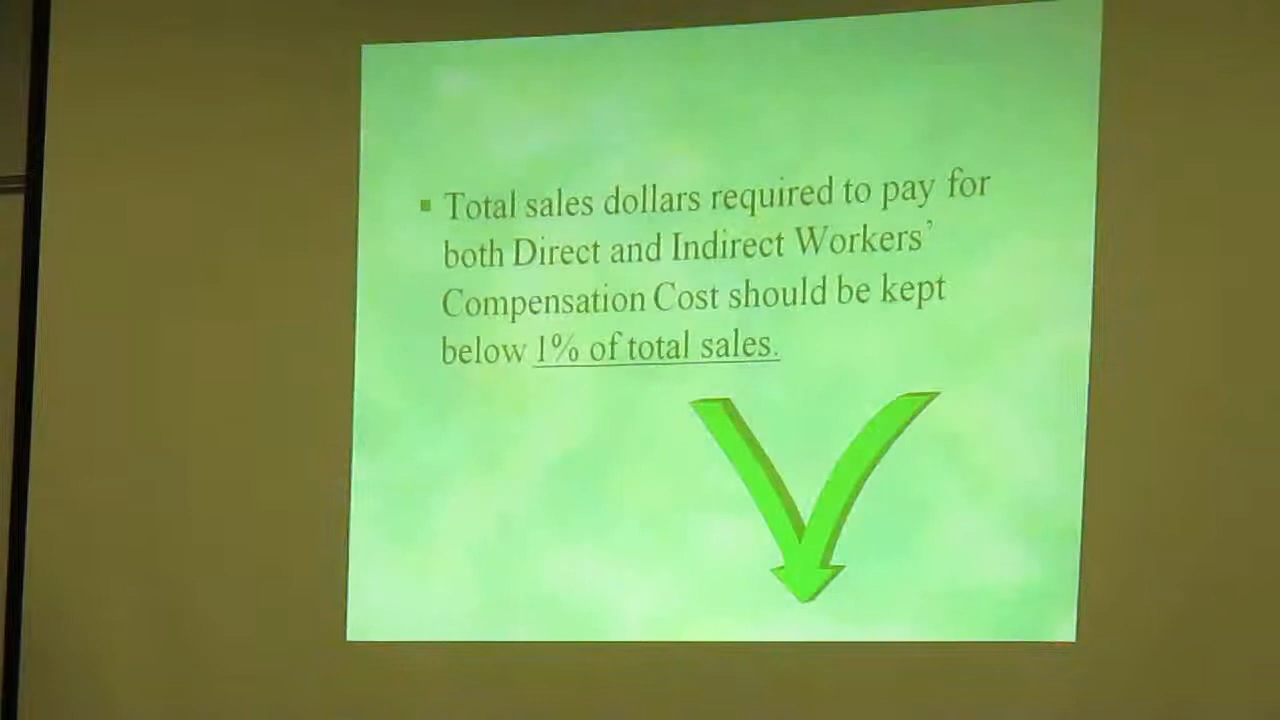 Total sales dollars required to pay for
both Direct and Indirect Workers’
Compensation Cost should be kept
below 1% of total sales.